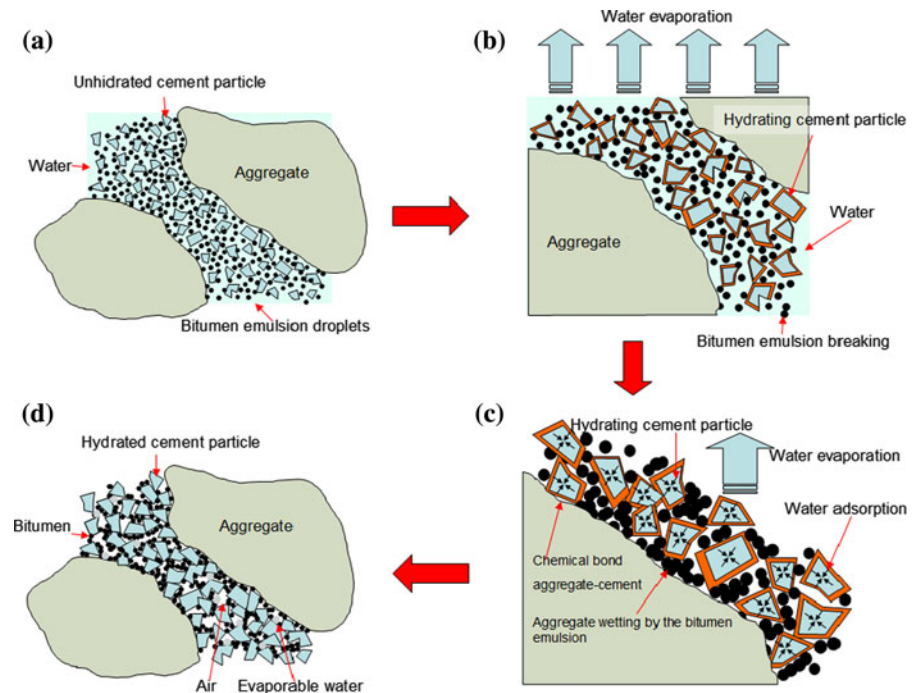 (a)
Unhidrated cement particle
Water
Aggregate
Bitumen emulsion droplets
(b)
Water evaporation
Hydrating cement particle
Water
Aggregate
Bitumen emulsion breaking
(c)
Hydrating cement particle
Water evaporation
Water adsorption
Chemical bond
aggregate-cement
Aggregate wetting by the bitumen
emulsion
(d)
Hydrated cement particle
Bitumen
Aggregate
Air
Evaporable water